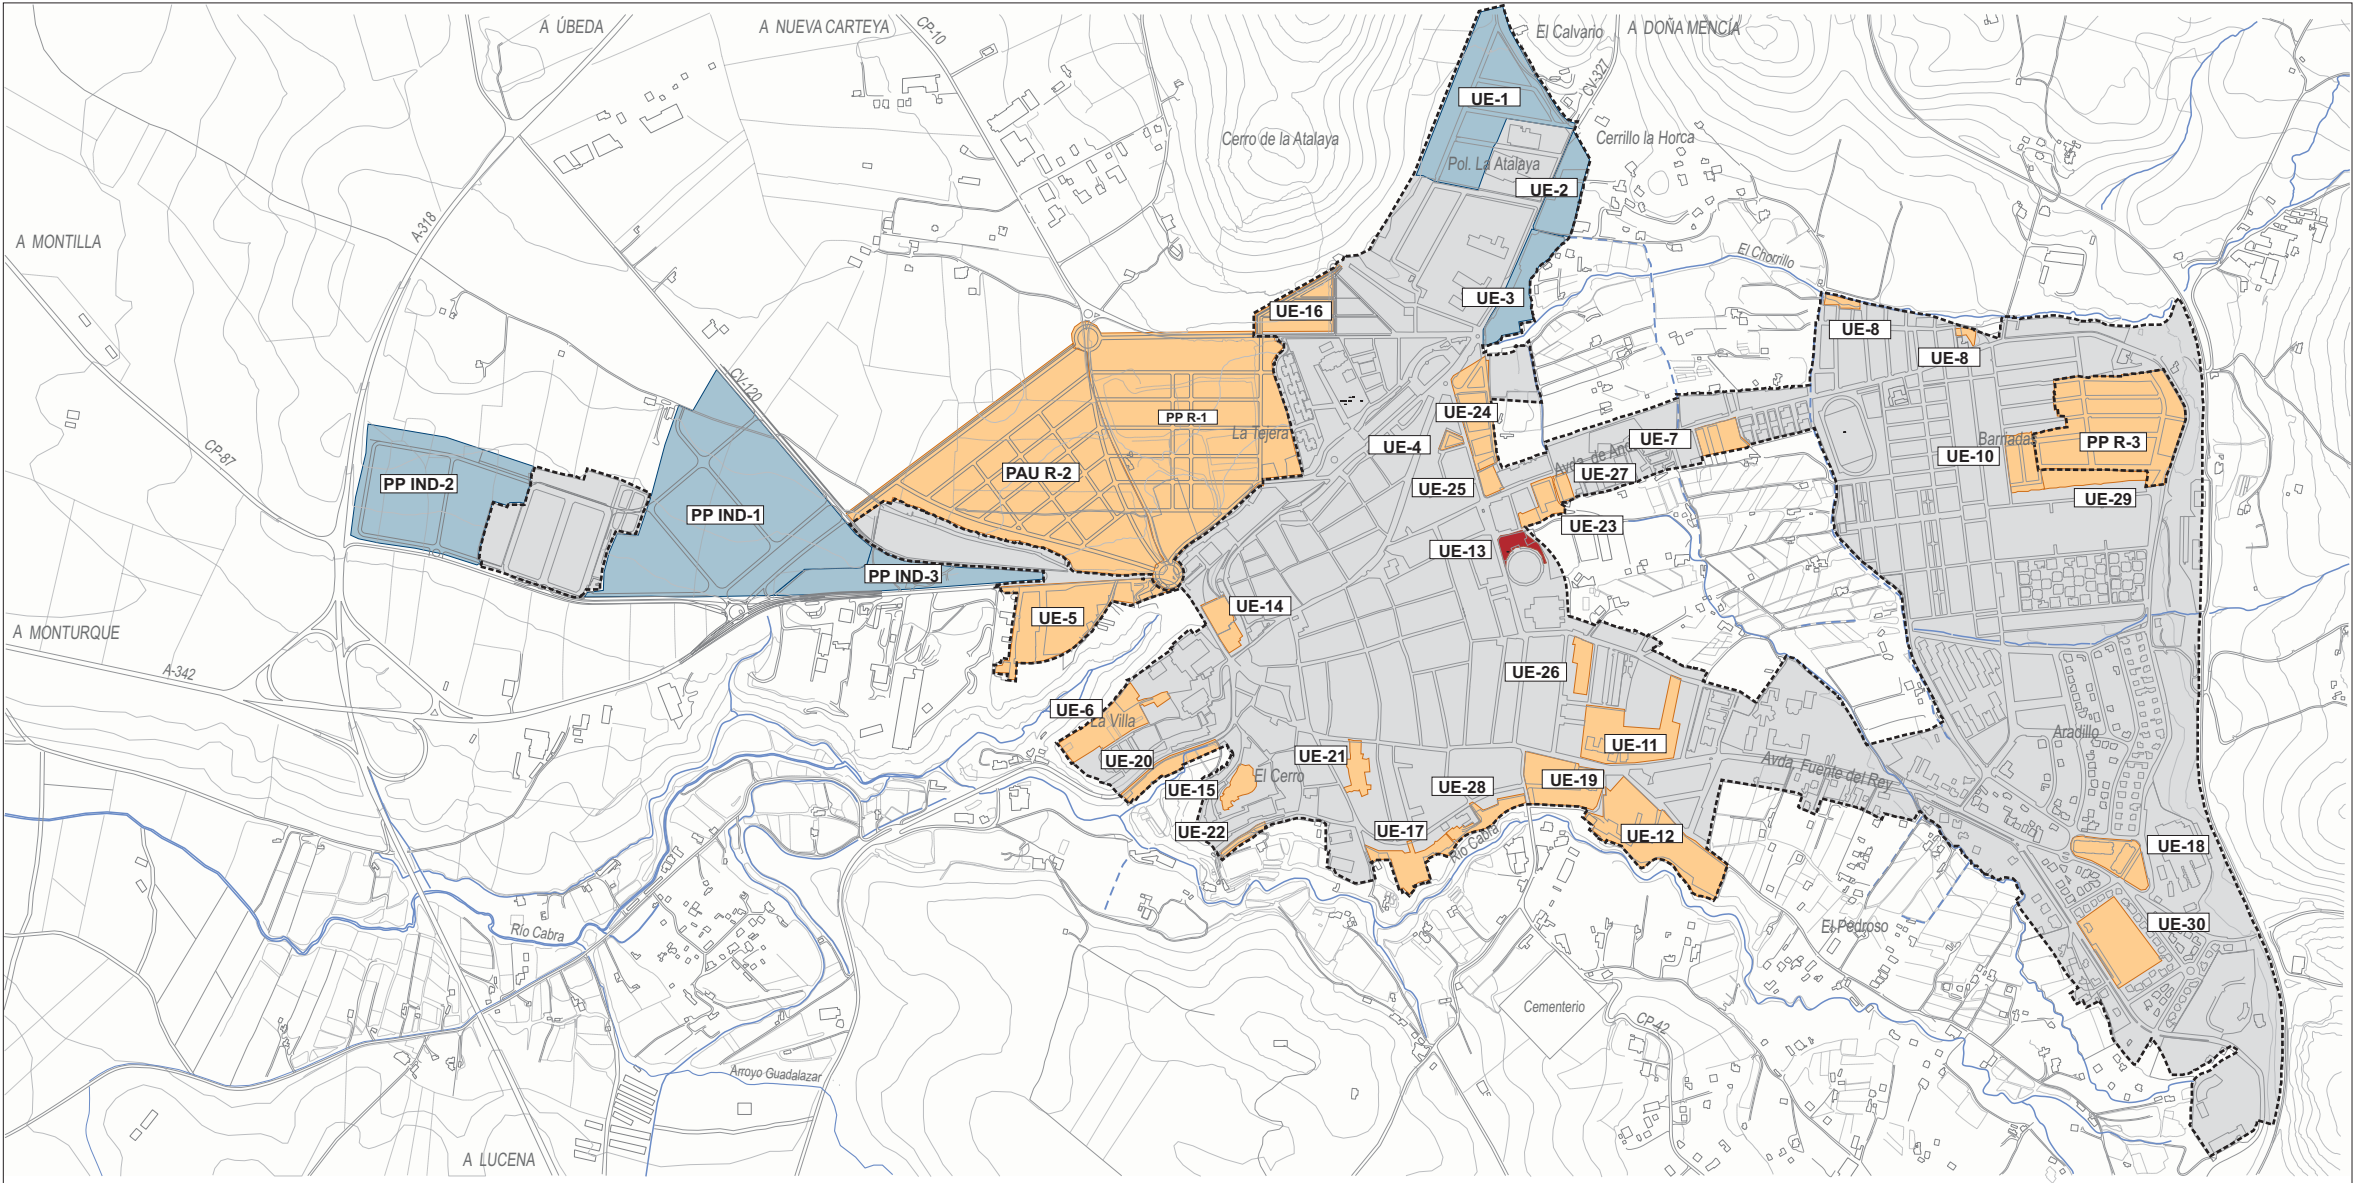 A ÚBEDA
A NUEVA CARTEYA
CP-10
El Calvario
A DOÑA MENCÍA
CV-327
UE-1
Cerro de la Atalaya
Cerrillo la Horca
Pol. La Atalaya
UE-2
A-318
A MONTILLA
El Chorrillo
UE-3
UE-16
UE-8
UE-8
CV-120
PP R-1
La Tejera
UE-24
UE-4
UE-7
Barriadas
PP R-3
CP-87
PAU R-2
UE-10
Avda. de And
UE-27
PP IND-2
UE-25
UE-29
PP IND-1
UE-23
UE-13
PP IND-3
UE-14
UE-5
A MONTURQUE
A-342
UE-26
UE-6
La Villa
Aradillo
UE-11
UE-21
UE-20
El Cerro
UE-19
Avda. Fuente del Rey
UE-15
UE-28
UE-22
UE-17
Río Cabra
UE-12
UE-18
UE-30
El Pedroso
Río Cabra
Cementerio
CP-42
Arroyo Guadalazar
A LUCENA